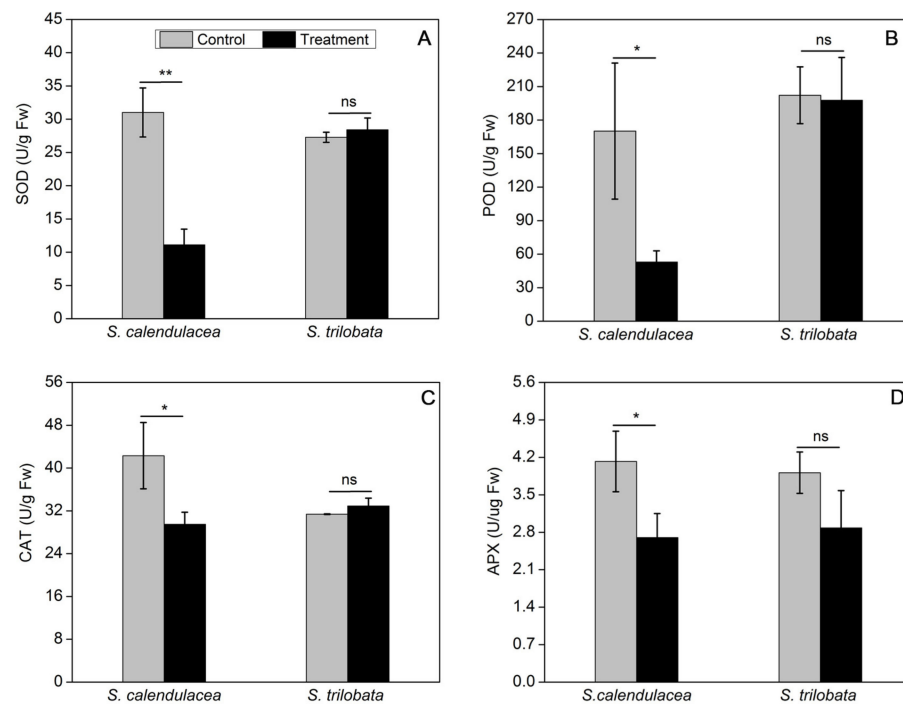 A
Control
Treatment
**
ns
45
40
35
30
25
20
15
10
5
0
SOD (U/g Fw)
S. calendulacea
S. trilobata
B
*
ns
270
240
210
180
150
120
90
60
30
0
POD (U/g Fw)
S. calendulacea
S. trilobata
C
*
ns
56
48
40
32
24
16
8
0
CAT (U/g Fw)
S. calendulacea
S. trilobata
D
*
ns
5.6
4.9
4.2
3.5
2.8
2.1
1.4
0.7
0.0
APX (U/ug Fw)
S.calendulacea
S. trilobata